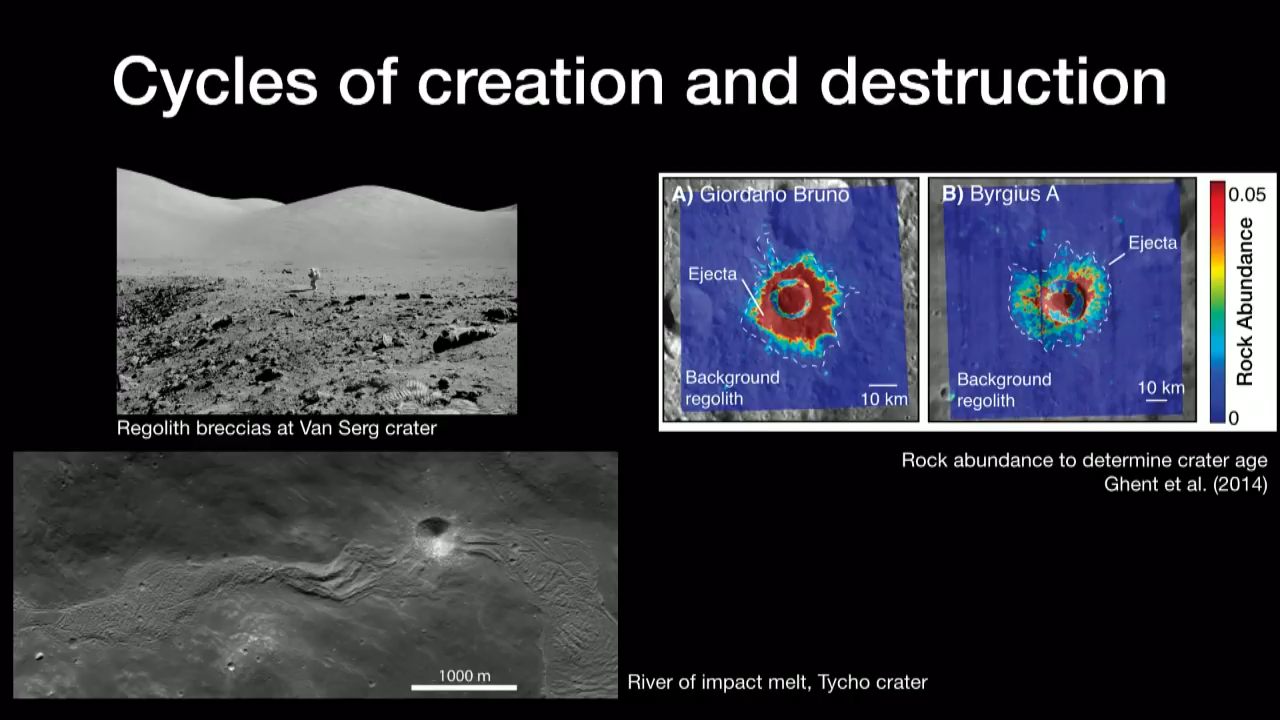 Cycles of creation and destruction
Regolith breccias at Van Serg crater
A) Giordano Bruno
Ejecta
Background
regolith
10 km
B) Byrgius A
Ejecta
Background
regolith
10 km
0.05
Rock Abundance
0
Rock abundance to determine crater age
Ghent et al. (2014)
1000 m
River of impact melt, Tycho crater